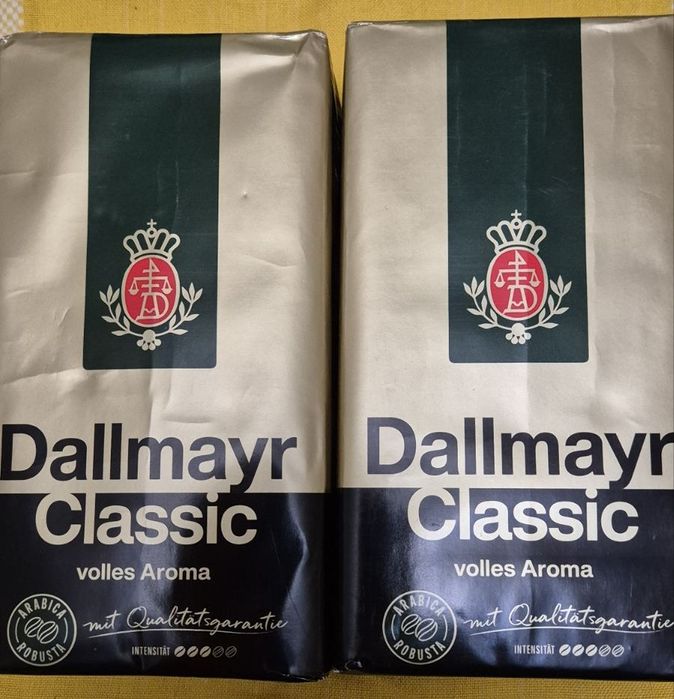 Dallmayr
Classic
volles Aroma
ARABICA
ROBUSTA
mit Qualitätsgarantie
INTENSITÄT
Dallmayr
Classic
volles Aroma
ARABICA
ROBUSTA
mit Qualitätsgarantie
INTENSITÄT